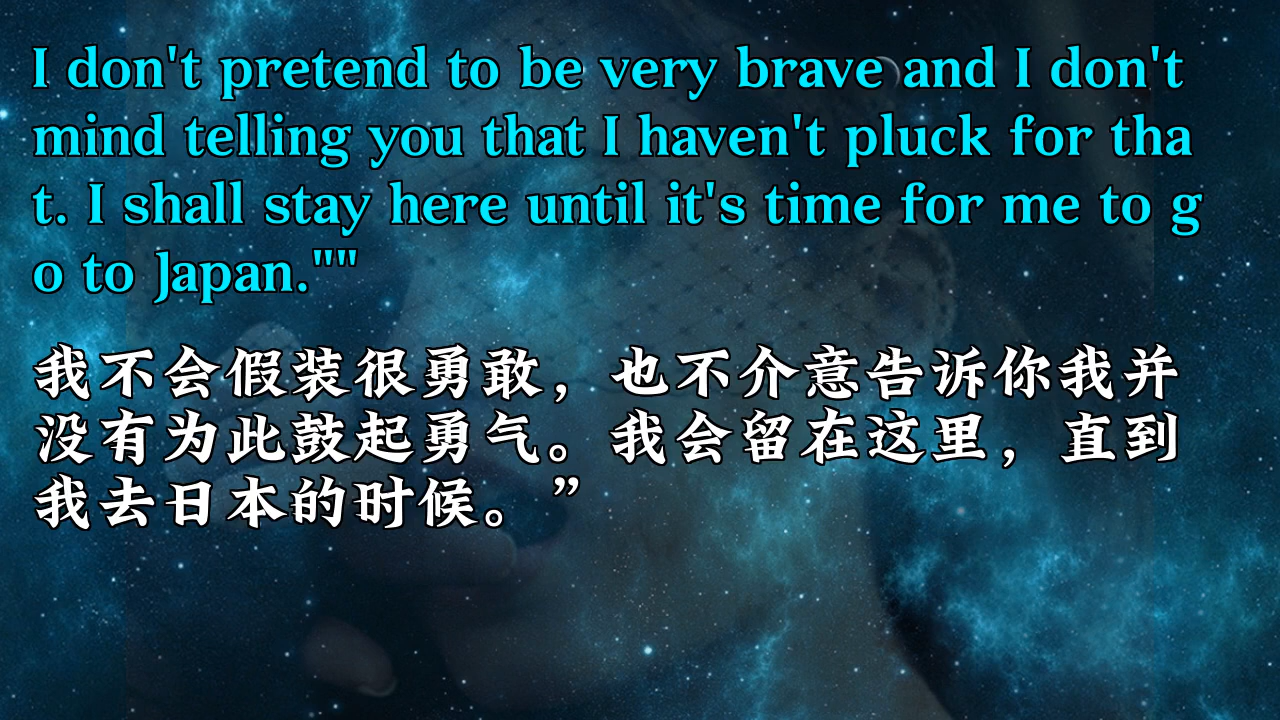 I don't pretend to be very brave and I don't
mind telling you that I haven't pluck for tha
t. I shall stay here until it's time for me to g
o to Japan.""
我不会假装很勇敢，也不介意告诉你我并
没有为此鼓起勇气。我会留在这里，直到
我去日本的时候。”